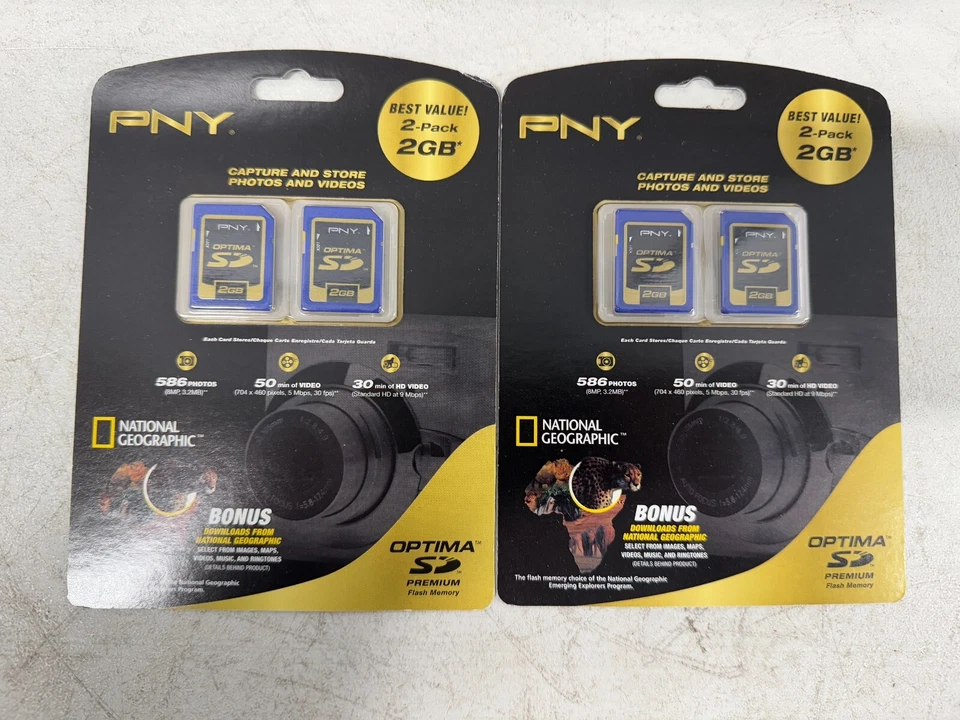 PNY
BEST VALUE!
2-Pack
2GB*
CAPTURE AND STORE
PHOTOS AND VIDEOS
PNY
OPTIMA
SD
2GB
PNY
OPTIMA
SD
2GB
Each Card Stores/Chaque Carte Enregistre/Cada Tarjeta Guarda
586 PHOTOS
(8MP, 3.2MB)**
50 min of VIDEO
(704 x 460 pixels, 5 Mbps, 30 fps)**
30 min of HD VIDEO
(Standard HD at 9 Mbps)**
NATIONAL
GEOGRAPHIC™
BONUS
DOWNLOADS FROM
NATIONAL GEOGRAPHIC
SELECT FROM IMAGES, MAPS,
VIDEOS, MUSIC, AND RINGTONES
(DETAILS BEHIND PRODUCT)
National Geographic
Program.
OPTIMA™
SD™
PREMIUM
Flash Memory
PNY
BEST VALUE!
2-Pack
2GB*
CAPTURE AND STORE
PHOTOS AND VIDEOS
PNY
OPTIMA
SD
2GB
PNY
OPTIMA
SD
2GB
Each Card Stores/Chaque Carte Enregistre/Cada Tarjeta Guarda
586 PHOTOS
(8MP, 3.2MB)**
50 min of VIDEO
(704 x 460 pixels, 5 Mbps, 30 fps)**
30 min of HD VIDEO
(Standard HD at 9 Mbps)**
NATIONAL
GEOGRAPHIC™
BONUS
DOWNLOADS FROM
NATIONAL GEOGRAPHIC
SELECT FROM IMAGES, MAPS,
VIDEOS, MUSIC, AND RINGTONES
(DETAILS BEHIND PRODUCT)
The flash memory choice of the National Geographic
Emerging Explorers Program.
OPTIMA™
SD™
PREMIUM
Flash Memory